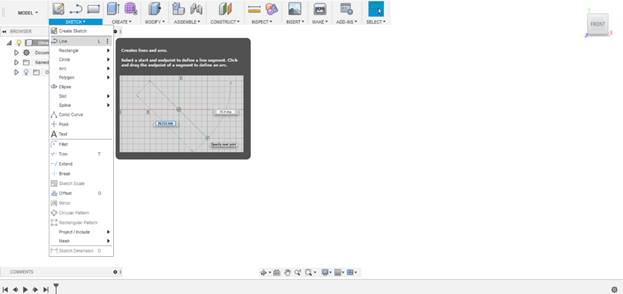 MODEL
SKETCH CREATE MODIFY ASSEMBLE CONSTRUCT INSPECT INSERT MAKE ADD-INS SELECT
FRONT
BROWSER
Create Sketch
Line L
Rectangle
Circle
Arc
Polygon
Ellipse
Slot
Spline
Conic Curve
Point
Text
Fillet
Trim T
Extend
Break
Sketch Scale
Offset O
Mirror
Circular Pattern
Rectangular Pattern
Project / Include
Mesh
Sketch Dimension D
Docum
Named
Creates lines and arcs.
Select a start and endpoint to define a line segment. Click
and drag the endpoint of a segment to define an arc.
Specify next point
COMMENTS